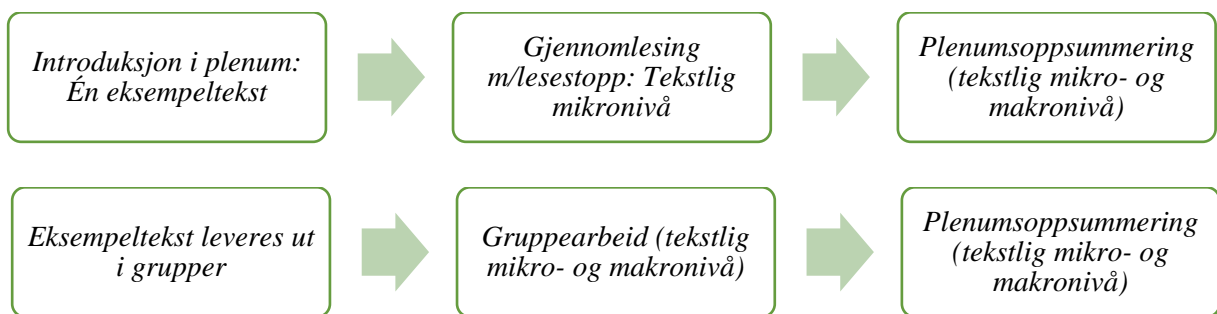 Introduksjon i plenum:
Én eksempeltekst
Gjennomlesing
m/lesestopp: Tekstlig
mikronivå
Plenumsoppsummering
(tekstlig mikro- og
makronivå)
Eksempeltekst leveres ut
i grupper
Gruppearbeid (tekstlig
mikro- og makronivå)
Plenumsoppsummering
(tekstlig mikro- og
makronivå)